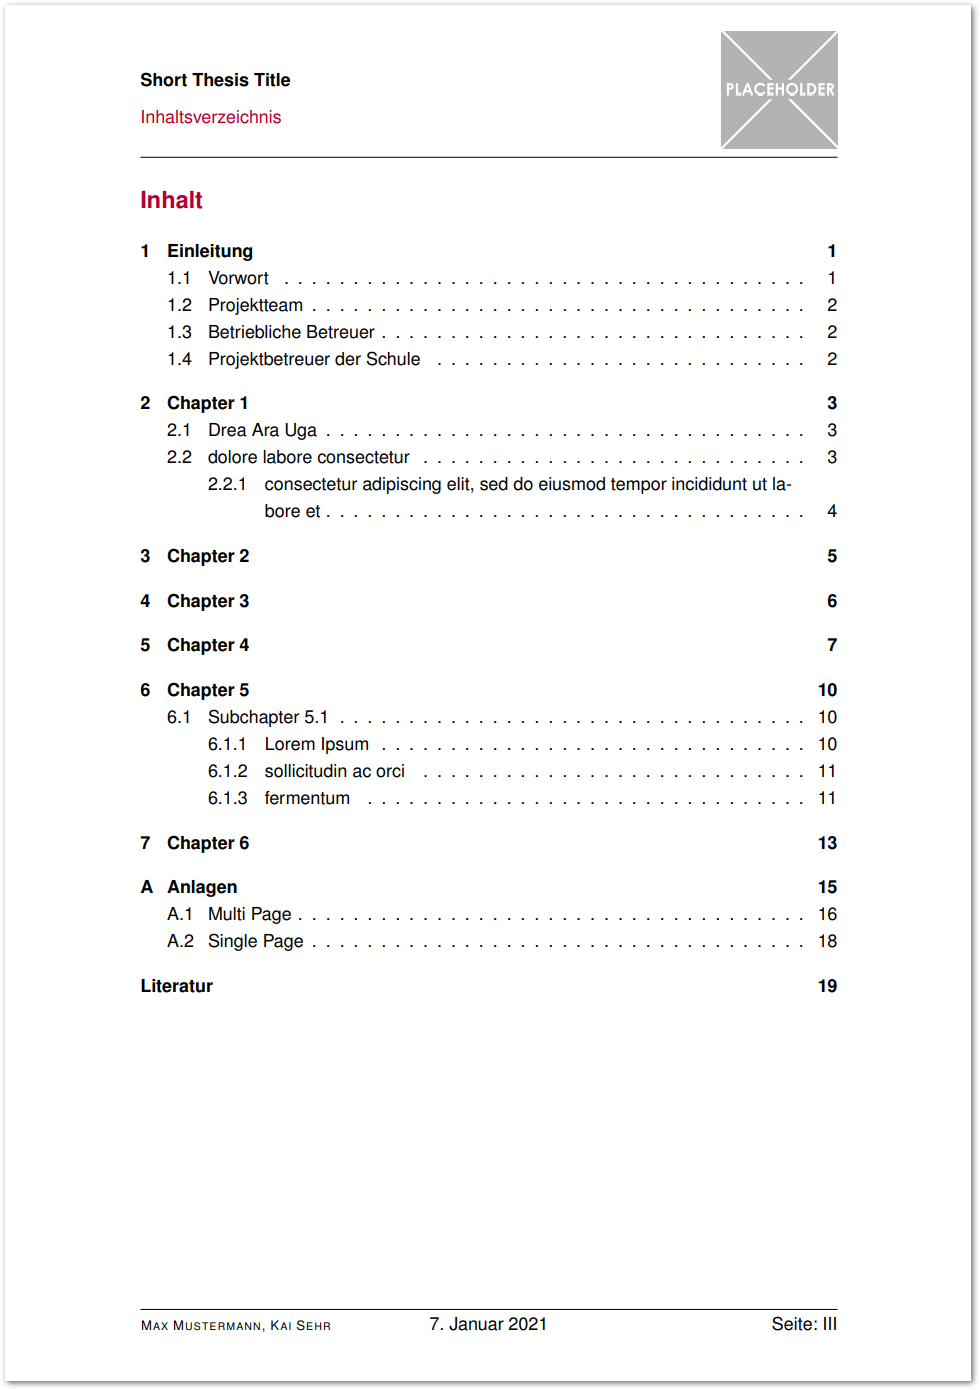 Short Thesis Title
PLACEHOLDER
Inhaltsverzeichnis
Inhalt
1 Einleitung 1
1.1 Vorwort . . . . . . . . . . . . . . . . . . . . . . . . . . . . . . . . . . . . . . 1
1.2 Projektteam . . . . . . . . . . . . . . . . . . . . . . . . . . . . . . . . . . . . 2
1.3 Betriebliche Betreuer . . . . . . . . . . . . . . . . . . . . . . . . . . . . . . . 2
1.4 Projektbetreuer der Schule . . . . . . . . . . . . . . . . . . . . . . . . . . . 2
2 Chapter 1 3
2.1 Drea Ara Uga . . . . . . . . . . . . . . . . . . . . . . . . . . . . . . . . . . . 3
2.2 dolore labore consectetur . . . . . . . . . . . . . . . . . . . . . . . . . . . . 3
2.2.1 consectetur adipiscing elit, sed do eiusmod tempor incididunt ut la-
bore et . . . . . . . . . . . . . . . . . . . . . . . . . . . . . . . . . . . 4
3 Chapter 2 5
4 Chapter 3 6
5 Chapter 4 7
6 Chapter 5 10
6.1 Subchapter 5.1 . . . . . . . . . . . . . . . . . . . . . . . . . . . . . . . . . . 10
6.1.1 Lorem Ipsum . . . . . . . . . . . . . . . . . . . . . . . . . . . . . . . 10
6.1.2 sollicitudin ac orci . . . . . . . . . . . . . . . . . . . . . . . . . . . . 11
6.1.3 fermentum . . . . . . . . . . . . . . . . . . . . . . . . . . . . . . . . 11
7 Chapter 6 13
A Anlagen 15
A.1 Multi Page . . . . . . . . . . . . . . . . . . . . . . . . . . . . . . . . . . . . . 16
A.2 Single Page . . . . . . . . . . . . . . . . . . . . . . . . . . . . . . . . . . . . 18
Literatur 19
MAX MUSTERMANN, KAI SEHR 7. Januar 2021 Seite: III